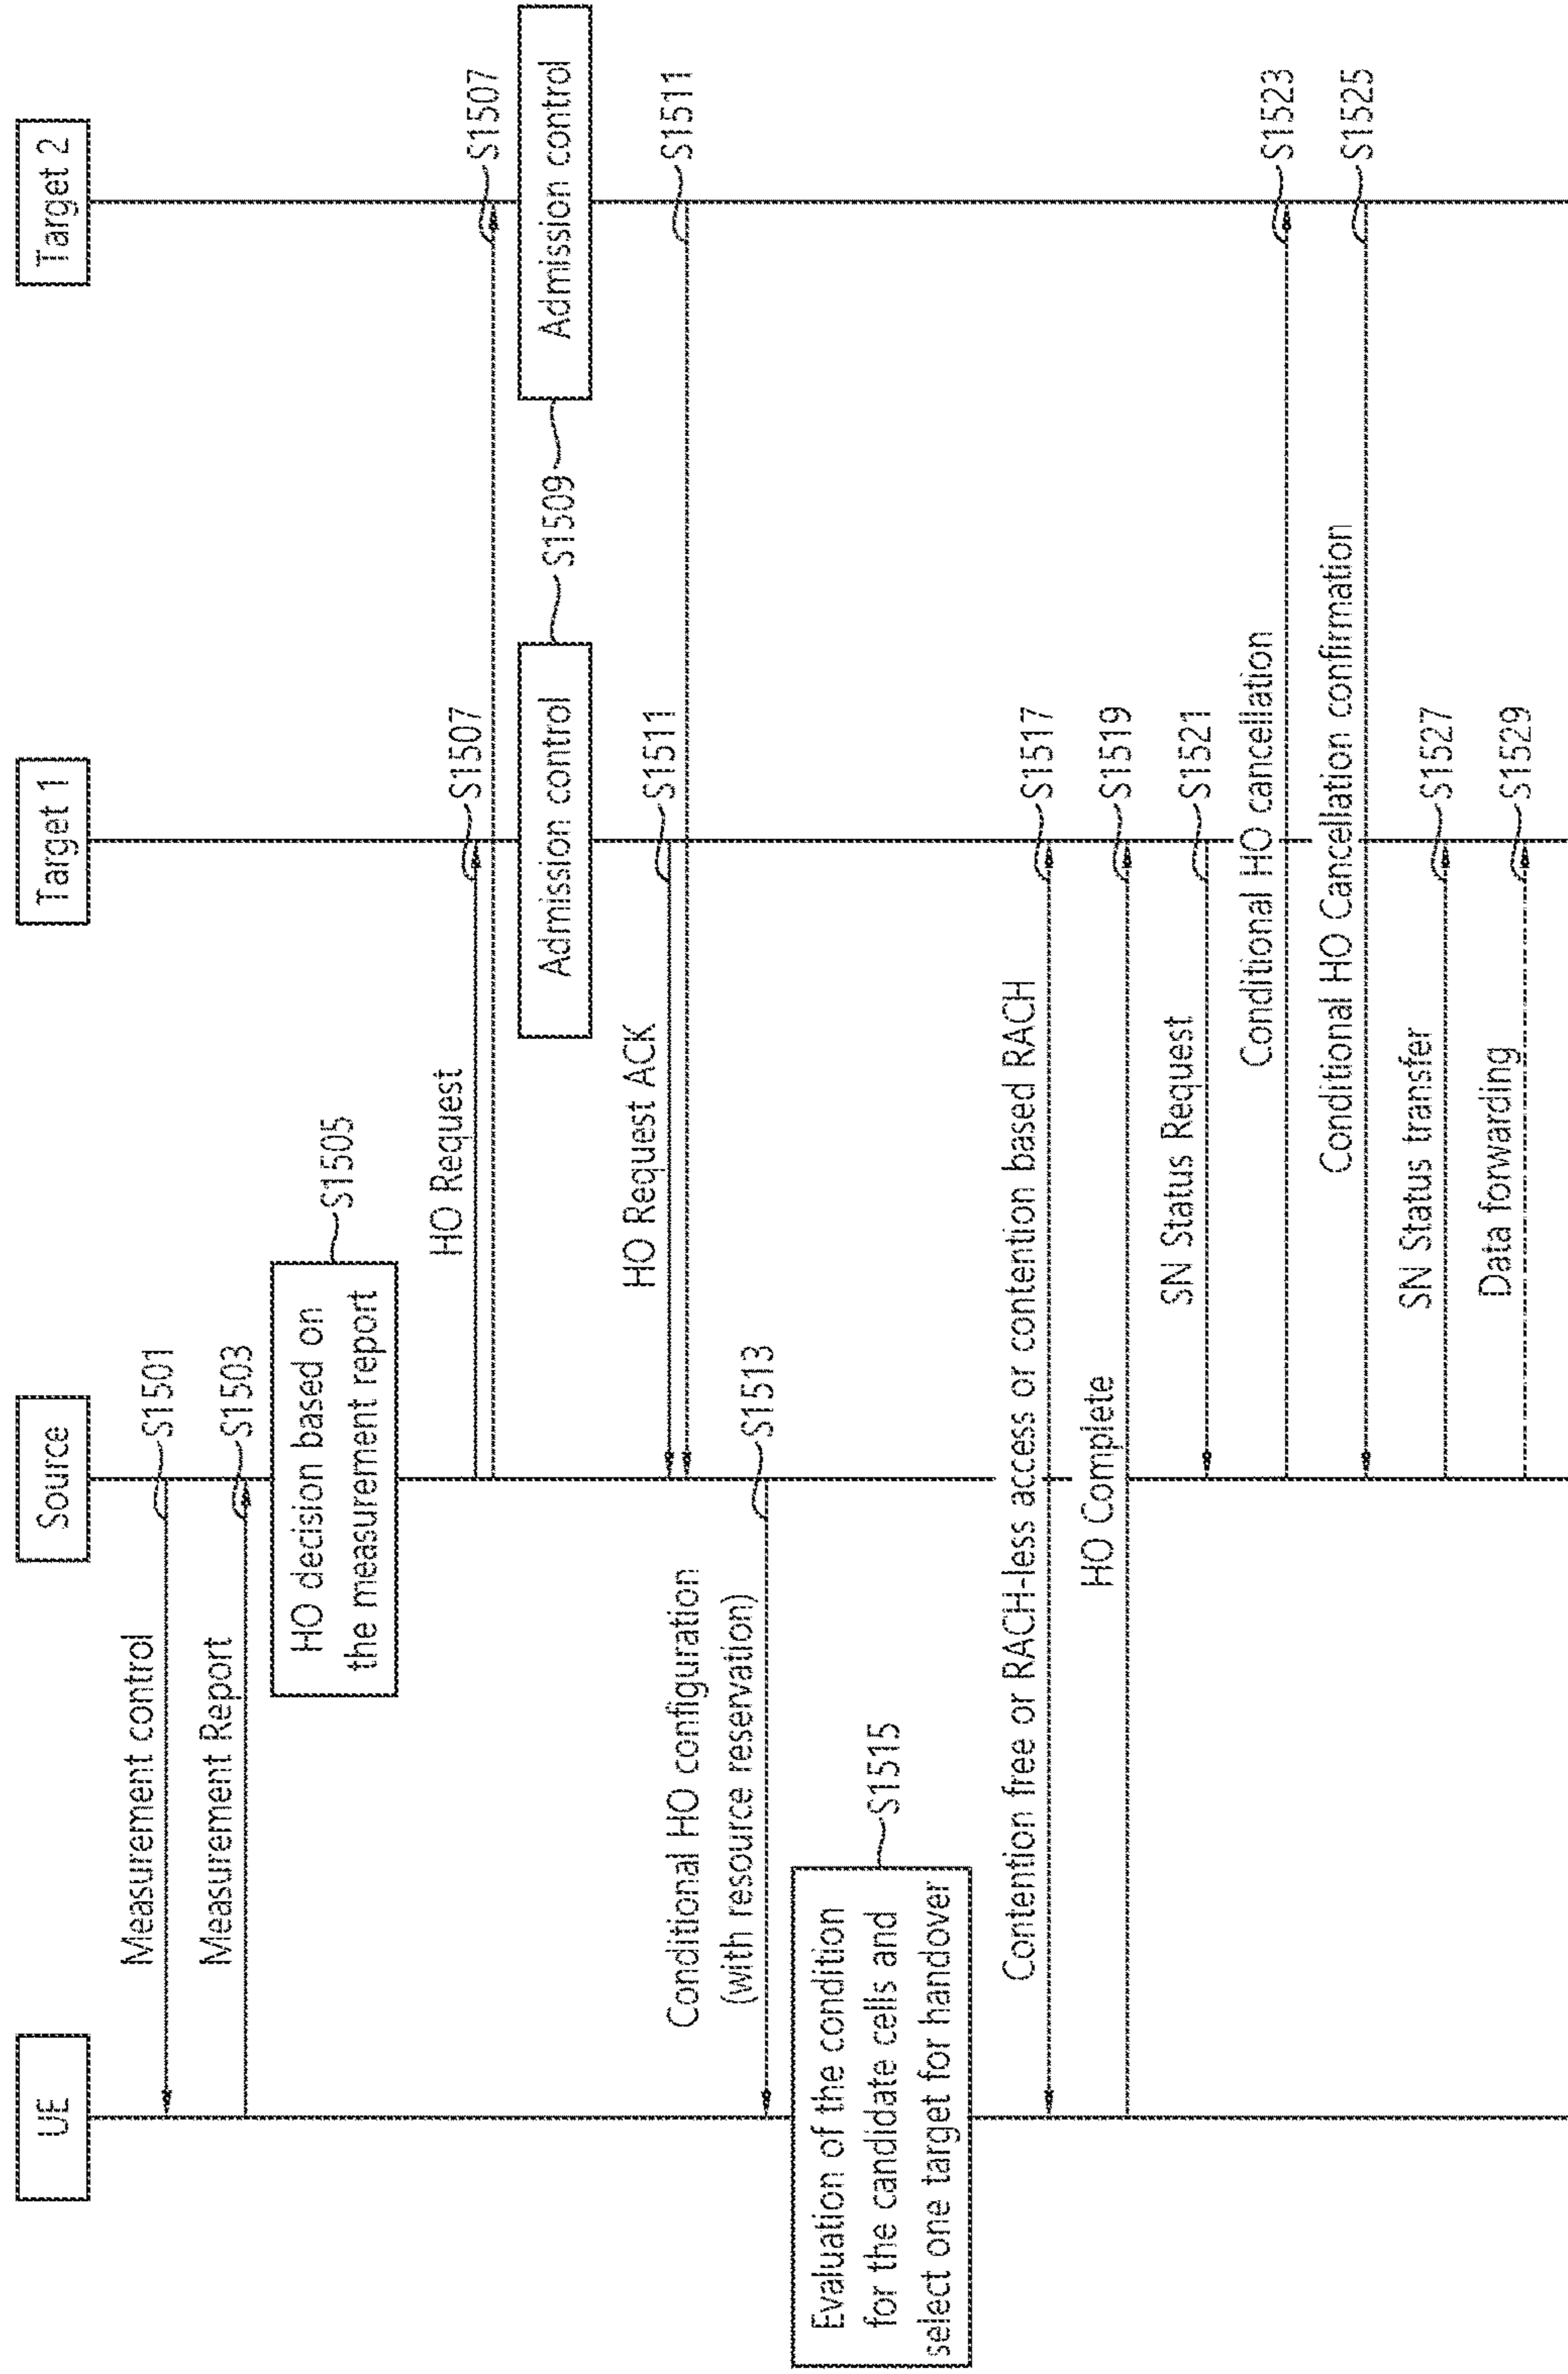 UE
Source
Target 1
Target 2
Measurement control
S1501
Measurement Report
S1503
HO decision based on
the measurement report
S1505
HO Request
S1507
S1507
Admission control
S1509
Admission control
HO Request ACK
S1511
S1511
Conditional HO configuration
(with resource reservation)
S1513
Evaluation of the condition
for the candidate cells and
select one target for handover
S1515
Contention free or RACH-less access or contention based RACH
S1517
HO Complete
S1519
SN Status Request
S1521
Conditional HO cancellation
S1523
Conditional HO Cancellation confirmation
S1525
SN Status transfer
S1527
Data forwarding
S1529